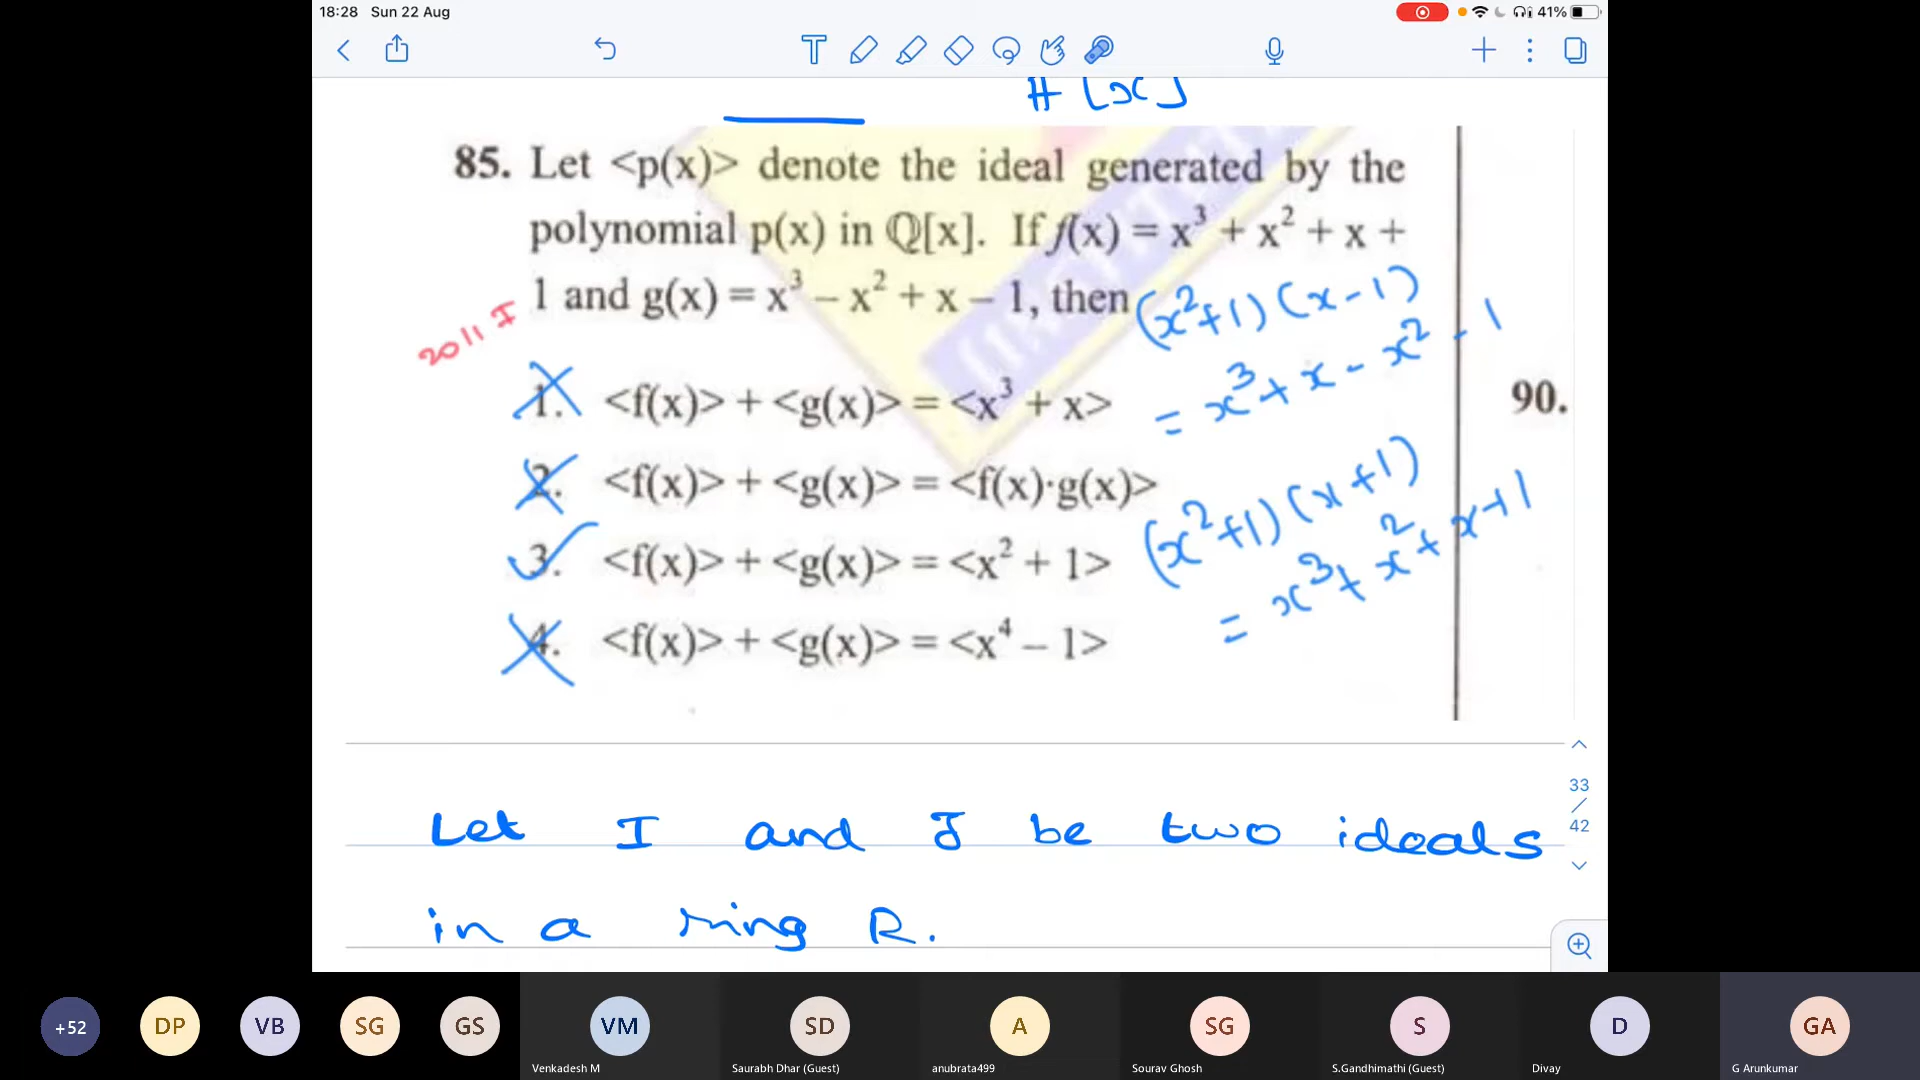 18:28 Sun 22 Aug
41%
[x]
85. Let <p(x)> denote the ideal generated by the
polynomial p(x) in ℚ[x]. If f(x) = x³ + x² + x +
1 and g(x) = x³ – x² + x – 1, then
2011 I
(x²+1) (x-1)
= x³ + x - x² - 1
1. <f(x)> + <g(x)> = <x³ + x>
90.
2. <f(x)> + <g(x)> = <f(x)·g(x)>
3. <f(x)> + <g(x)> = <x² + 1>
(x²+1) (x+1)
= x³ + x² + x + 1
4. <f(x)> + <g(x)> = <x⁴ – 1>
33
/
42
Let I and J be two ideals
in a ring R.
+52 DP VB SG GS VM SD A SG S D GA
Venkadesh M Saurabh Dhar (Guest) anubrata499 Sourav Ghosh S.Gandhimathi (Guest) Divay G Arunkumar